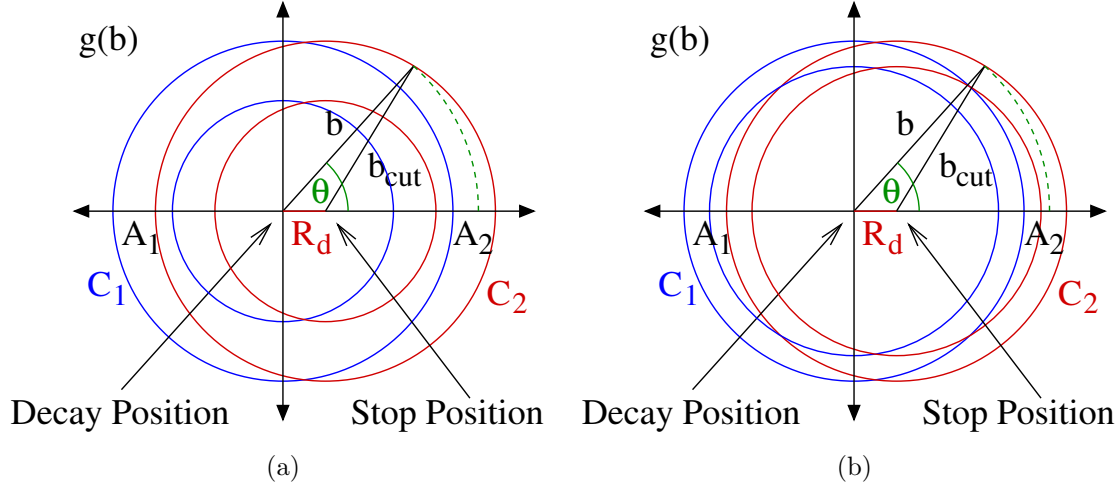 g(b)
b
b_cut
θ
A_1
R_d
A_2
C_1
C_2
Decay Position
Stop Position
(a)
g(b)
b
b_cut
θ
A_1
R_d
A_2
C_1
C_2
Decay Position
Stop Position
(b)